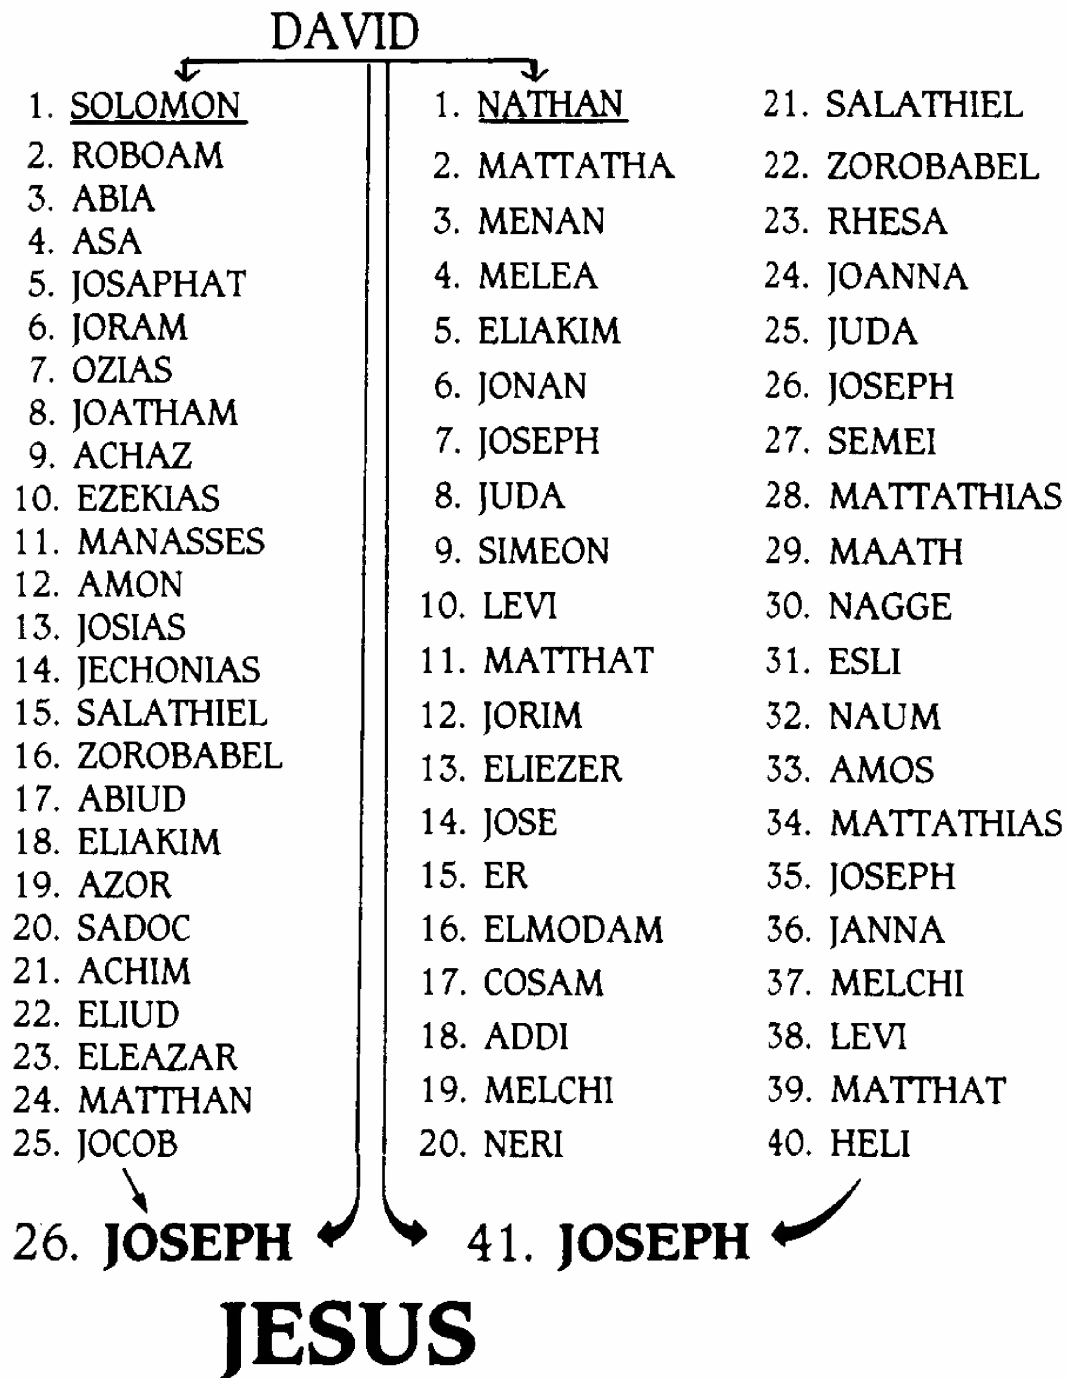 DAVID
1. SOLOMON
2. ROBOAM
3. ABIA
4. ASA
5. JOSAPHAT
6. JORAM
7. OZIAS
8. JOATHAM
9. ACHAZ
10. EZEKIAS
11. MANASSES
12. AMON
13. JOSIAS
14. JECHONIAS
15. SALATHIEL
16. ZOROBABEL
17. ABIUD
18. ELIAKIM
19. AZOR
20. SADOC
21. ACHIM
22. ELIUD
23. ELEAZAR
24. MATTHAN
25. JOCOB
26. JOSEPH
1. NATHAN
2. MATTATHA
3. MENAN
4. MELEA
5. ELIAKIM
6. JONAN
7. JOSEPH
8. JUDA
9. SIMEON
10. LEVI
11. MATTHAT
12. JORIM
13. ELIEZER
14. JOSE
15. ER
16. ELMODAM
17. COSAM
18. ADDI
19. MELCHI
20. NERI
21. SALATHIEL
22. ZOROBABEL
23. RHESA
24. JOANNA
25. JUDA
26. JOSEPH
27. SEMEI
28. MATTATHIAS
29. MAATH
30. NAGGE
31. ESLI
32. NAUM
33. AMOS
34. MATTATHIAS
35. JOSEPH
36. JANNA
37. MELCHI
38. LEVI
39. MATTHAT
40. HELI
41. JOSEPH
JESUS